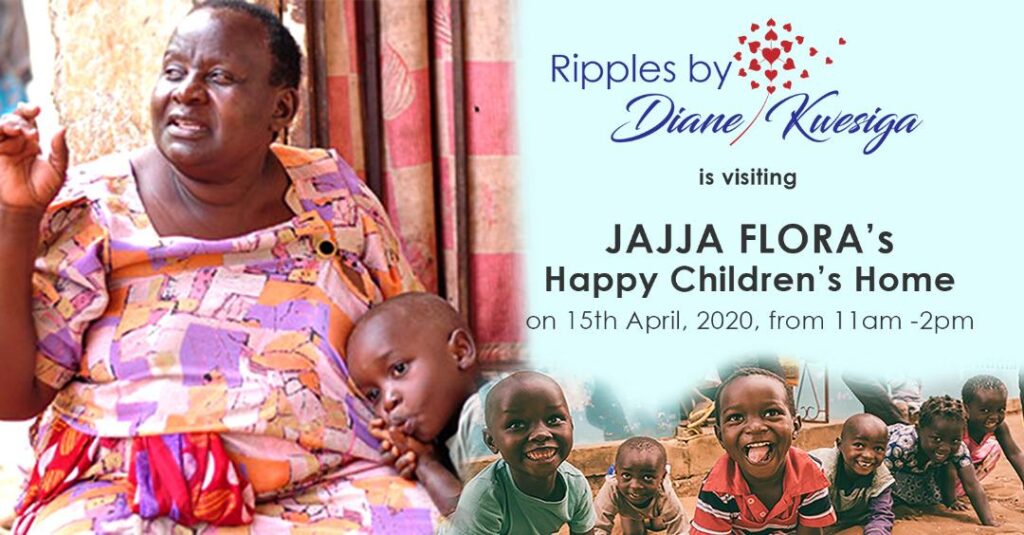 Ripples by
Diane Kwesiga
is visiting
JAJJA FLORA's
Happy Children's Home
on 15th April, 2020, from 11am -2pm